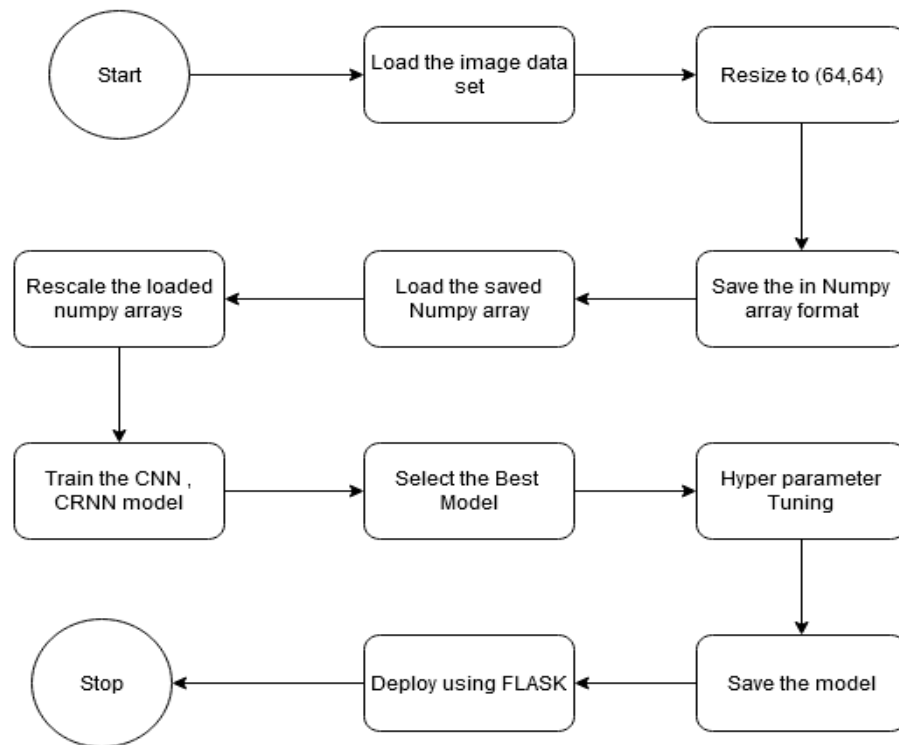 Start
Load the image data
set
Resize to (64,64)
Save the in Numpy
array format
Load the saved
Numpy array
Rescale the loaded
numpy arrays
Train the CNN ,
CRNN model
Select the Best
Model
Hyper parameter
Tuning
Save the model
Deploy using FLASK
Stop